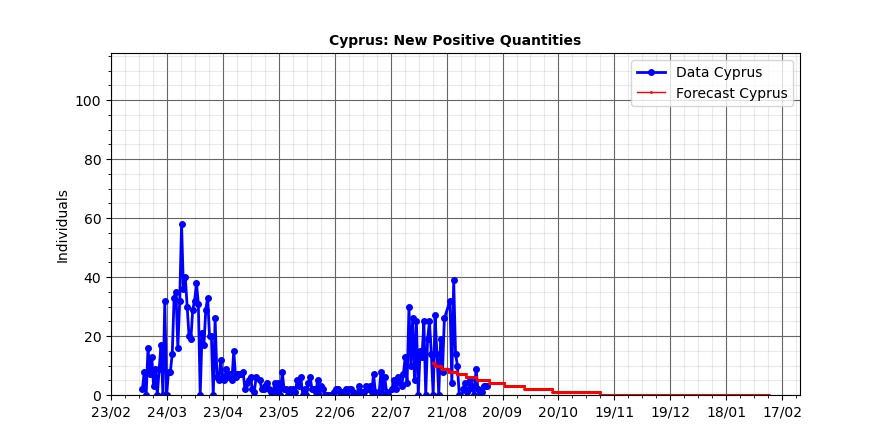 Cyprus: New Positive Quantities
Data Cyprus
Forecast Cyprus
Individuals
100
80
60
40
20
0
23/02 24/03 23/04 23/05 22/06 22/07 21/08 20/09 20/10 19/11 19/12 18/01 17/02